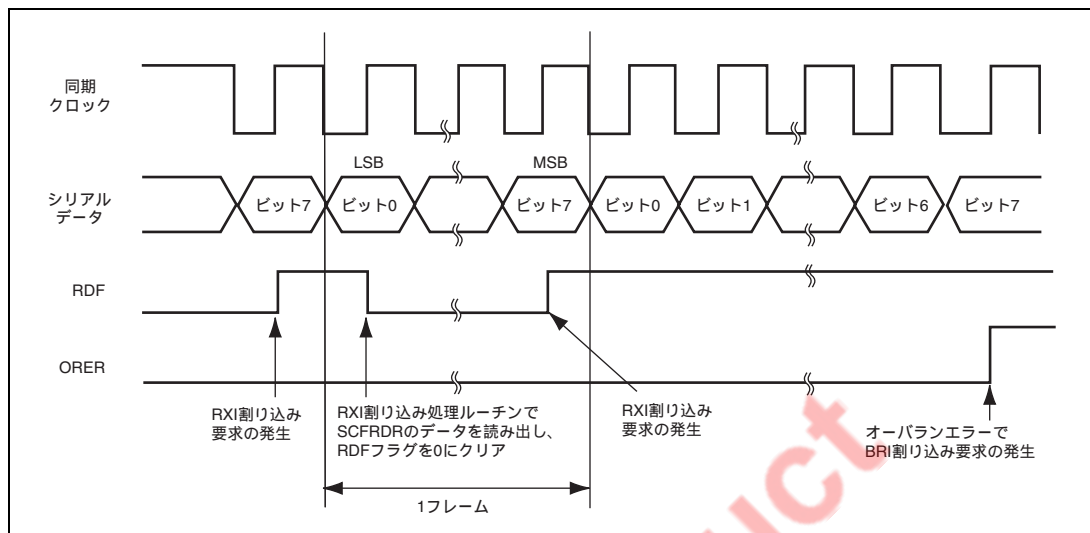 同期
クロック
LSB
MSB
シリアル
データ
ビット7
ビット0
ビット7
ビット0
ビット1
ビット6
ビット7
RDF
ORER
RXI割り込み
要求の発生
RXI割り込み処理ルーチンで
SCFRDRのデータを読み出し、
RDFフラグを0にクリア
RXI割り込み
要求の発生
オーバランエラーで
BRI割り込み要求の発生
1フレーム
uct